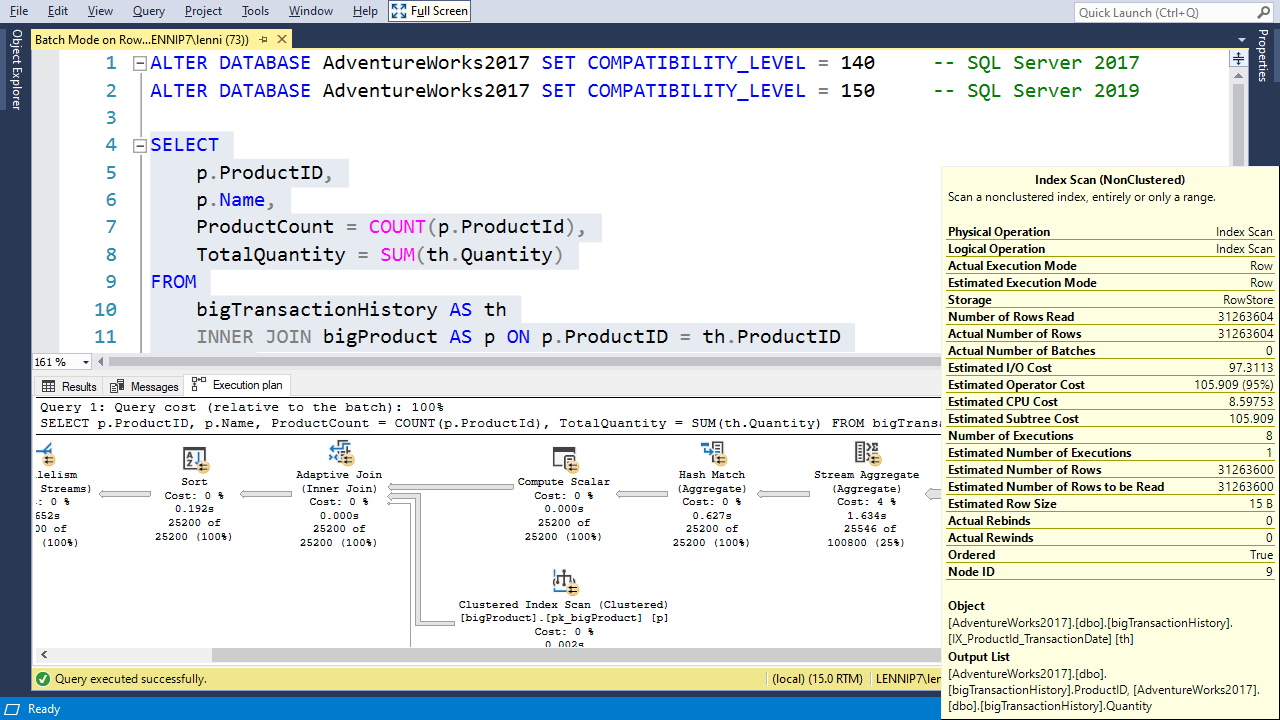 File Edit View Query Project Tools Window Help Full Screen
Quick Launch (Ctrl+Q)
Object Explorer
Batch Mode on Row...ENNIP7\lenni (73))
Properties
1 ALTER DATABASE AdventureWorks2017 SET COMPATIBILITY_LEVEL = 140 -- SQL Server 2017
2 ALTER DATABASE AdventureWorks2017 SET COMPATIBILITY_LEVEL = 150 -- SQL Server 2019
3
4 SELECT
5 p.ProductID,
6 p.Name,
7 ProductCount = COUNT(p.ProductId),
8 TotalQuantity = SUM(th.Quantity)
9 FROM
10 bigTransactionHistory AS th
11 INNER JOIN bigProduct AS p ON p.ProductID = th.ProductID
161 %
Results Messages Execution plan
Query 1: Query cost (relative to the batch): 100%
SELECT p.ProductID, p.Name, ProductCount = COUNT(p.ProductId), TotalQuantity = SUM(th.Quantity) FROM bigTransa
lelism
Streams)
: 0 %
652s
00 of
(100%)
Sort
Cost: 0 %
0.192s
25200 of
25200 (100%)
Adaptive Join
(Inner Join)
Cost: 0 %
0.000s
25200 of
25200 (100%)
Compute Scalar
Cost: 0 %
0.000s
25200 of
25200 (100%)
Hash Match
(Aggregate)
Cost: 0 %
0.627s
25200 of
25200 (100%)
Stream Aggregate
(Aggregate)
Cost: 4 %
1.634s
25546 of
100800 (25%)
Clustered Index Scan (Clustered)
[bigProduct].[pk_bigProduct] [p]
Cost: 0 %
0.002s
Index Scan (NonClustered)
Scan a nonclustered index, entirely or only a range.
Physical Operation Index Scan
Logical Operation Index Scan
Actual Execution Mode Row
Estimated Execution Mode Row
Storage RowStore
Number of Rows Read 31263604
Actual Number of Rows 31263604
Actual Number of Batches 0
Estimated I/O Cost 97.3113
Estimated Operator Cost 105.909 (95%)
Estimated CPU Cost 8.59753
Estimated Subtree Cost 105.909
Number of Executions 8
Estimated Number of Executions 1
Estimated Number of Rows 31263600
Estimated Number of Rows to be Read 31263600
Estimated Row Size 15 B
Actual Rebinds 0
Actual Rewinds 0
Ordered True
Node ID 9
Object
[AdventureWorks2017].[dbo].[bigTransactionHistory].
[IX_ProductId_TransactionDate] [th]
Output List
[AdventureWorks2017].[dbo].
[bigTransactionHistory].ProductID, [AdventureWorks2017].
[dbo].[bigTransactionHistory].Quantity
Query executed successfully.
(local) (15.0 RTM) LENNIP7\len
Ready